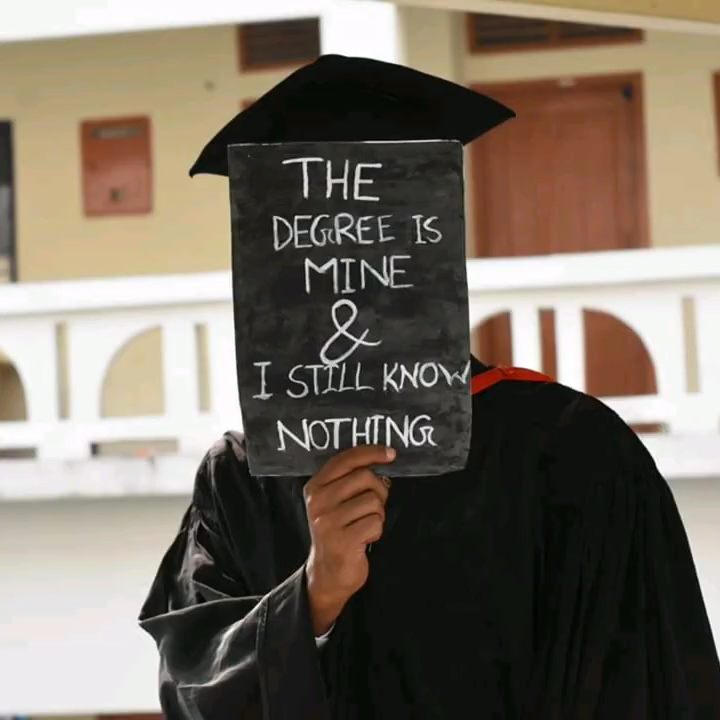 THE
DEGREE IS
MINE
&
I STILL KNOW
NOTHING